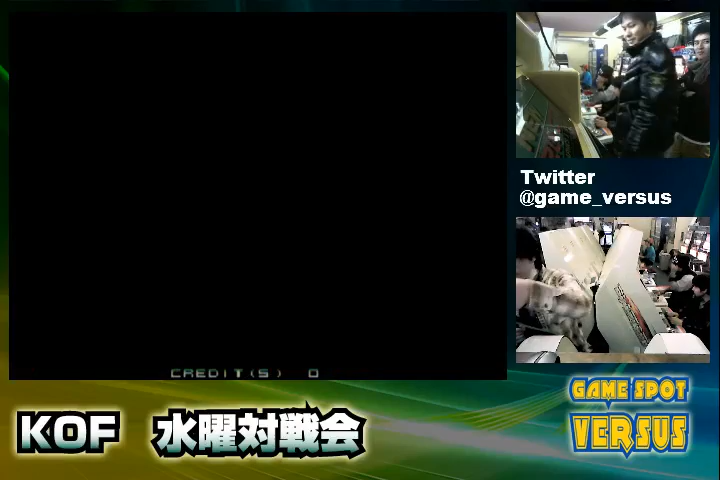 Twitter
@game_versus
CREDIT(S) 0
KOF 水曜対戦会
GAME SPOT
VERSUS